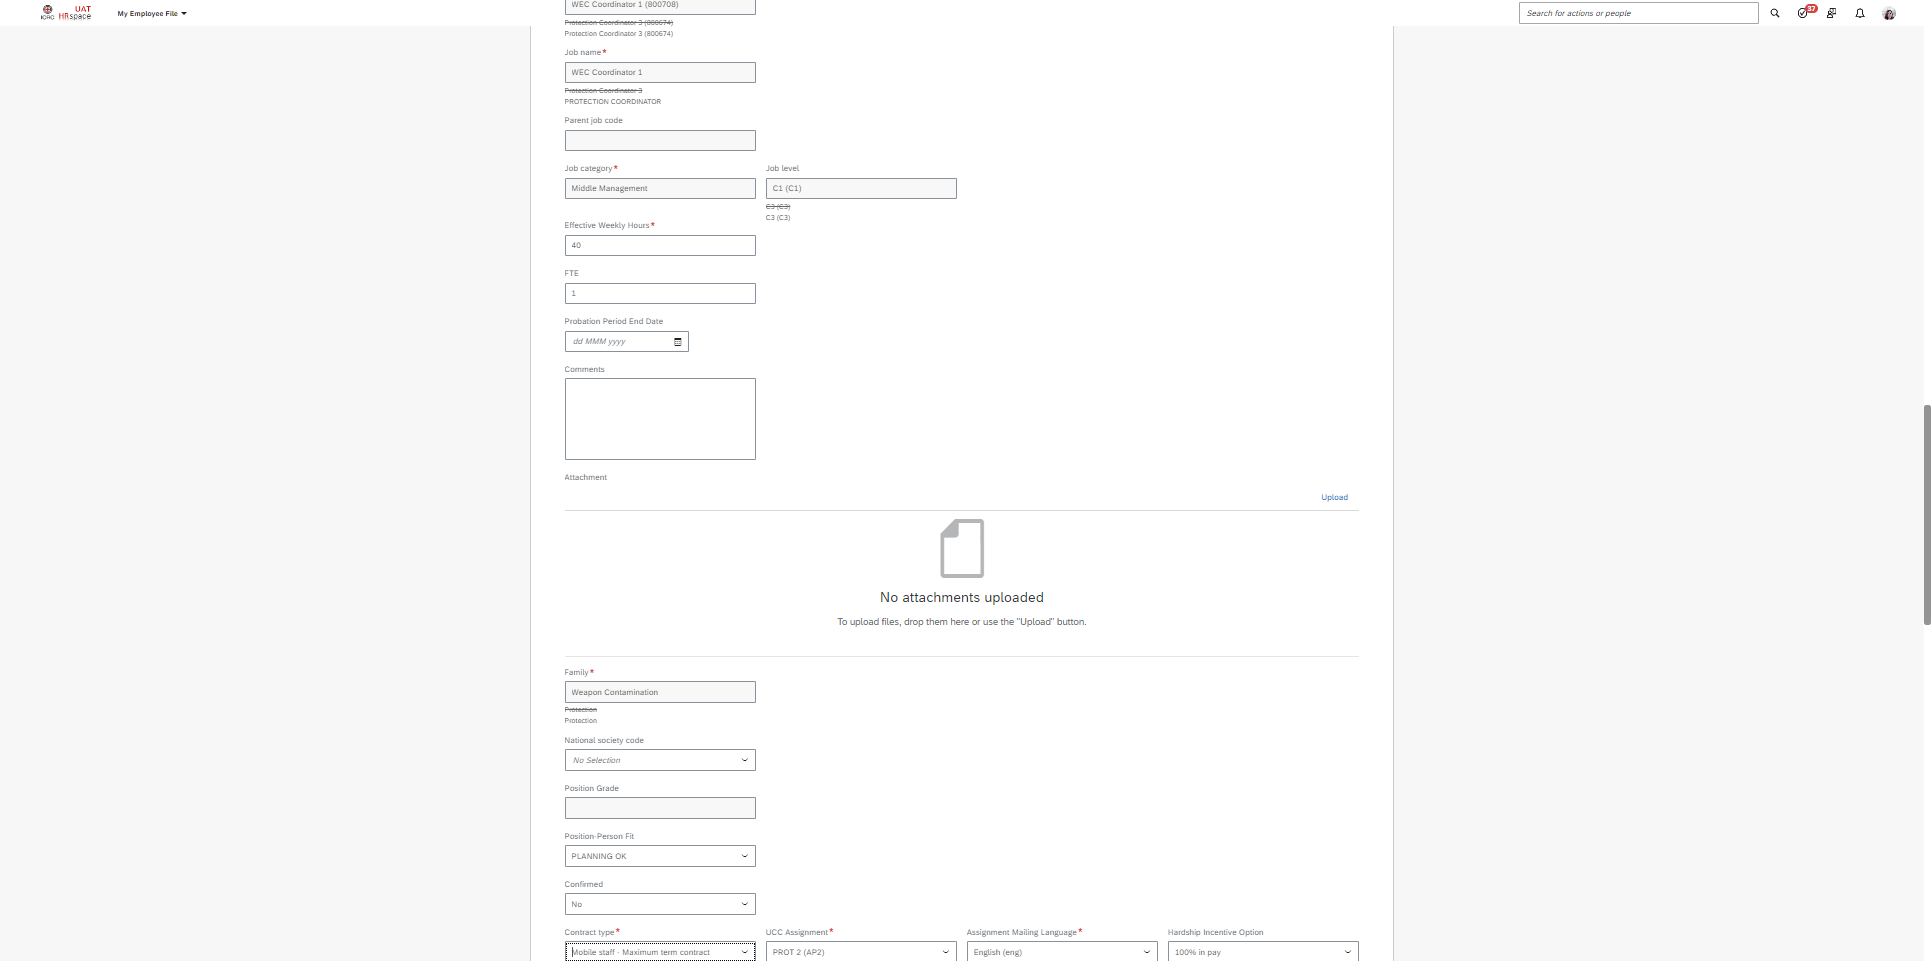 ICRC
UAT
HRspace
My Employee File
Search for actions or people
37
WEC Coordinator 1 (800708)
Protection Coordinator 3 (800674)
Protection Coordinator 3 (800674)
Job name*
WEC Coordinator 1
Protection Coordinator 3
PROTECTION COORDINATOR
Parent job code
Job category*
Job level
Middle Management
C1 (C1)
C3 (C3)
C3 (C3)
Effective Weekly Hours*
40
FTE
1
Probation Period End Date
dd MMM yyyy
Comments
Attachment
Upload
No attachments uploaded
To upload files, drop them here or use the "Upload" button.
Family*
Weapon Contamination
Protection
Protection
National society code
No Selection
Position Grade
Position-Person Fit
PLANNING OK
Confirmed
No
Contract type*
UCC Assignment*
Assignment Mailing Language*
Hardship Incentive Option
Mobile staff - Maximum term contract
PROT 2 (AP2)
English (eng)
100% in pay